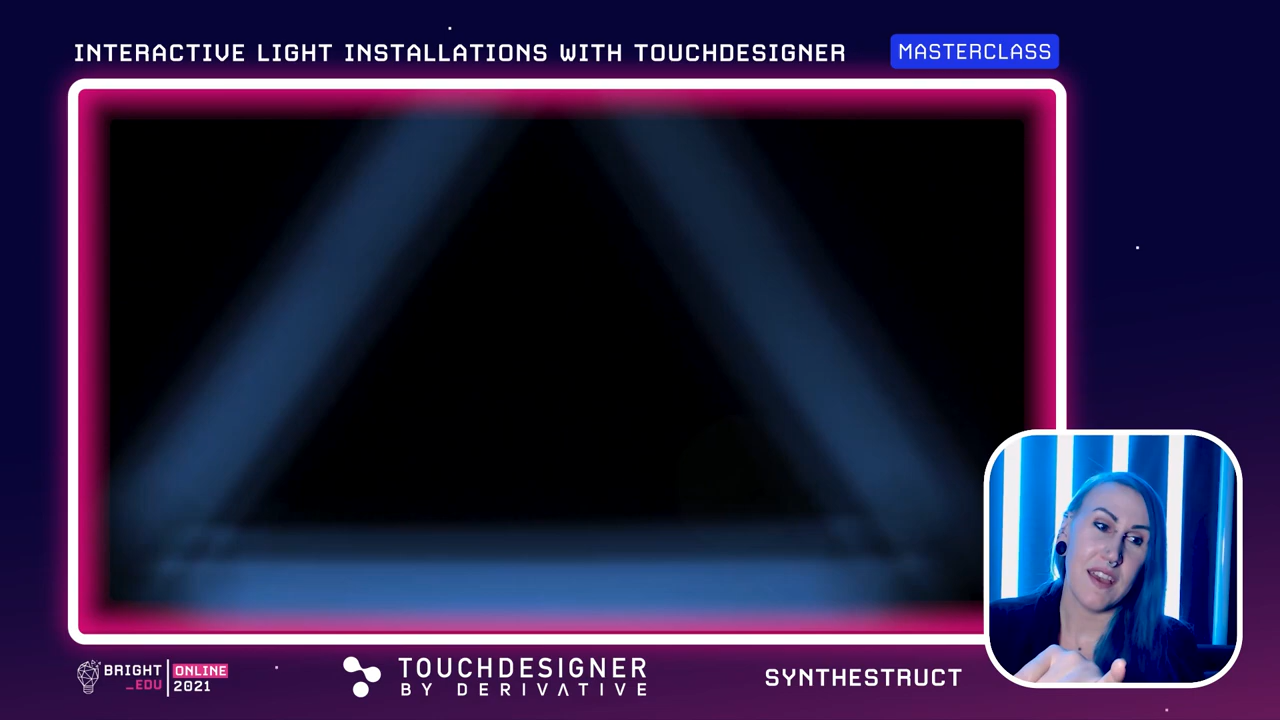 INTERACTIVE LIGHT INSTALLATIONS WITH TOUCHDESIGNER MASTERCLASS
BRIGHT ONLINE
_EDU 2021
TOUCHDESIGNER
BY DERIVATIVE
SYNTHESTRUCT